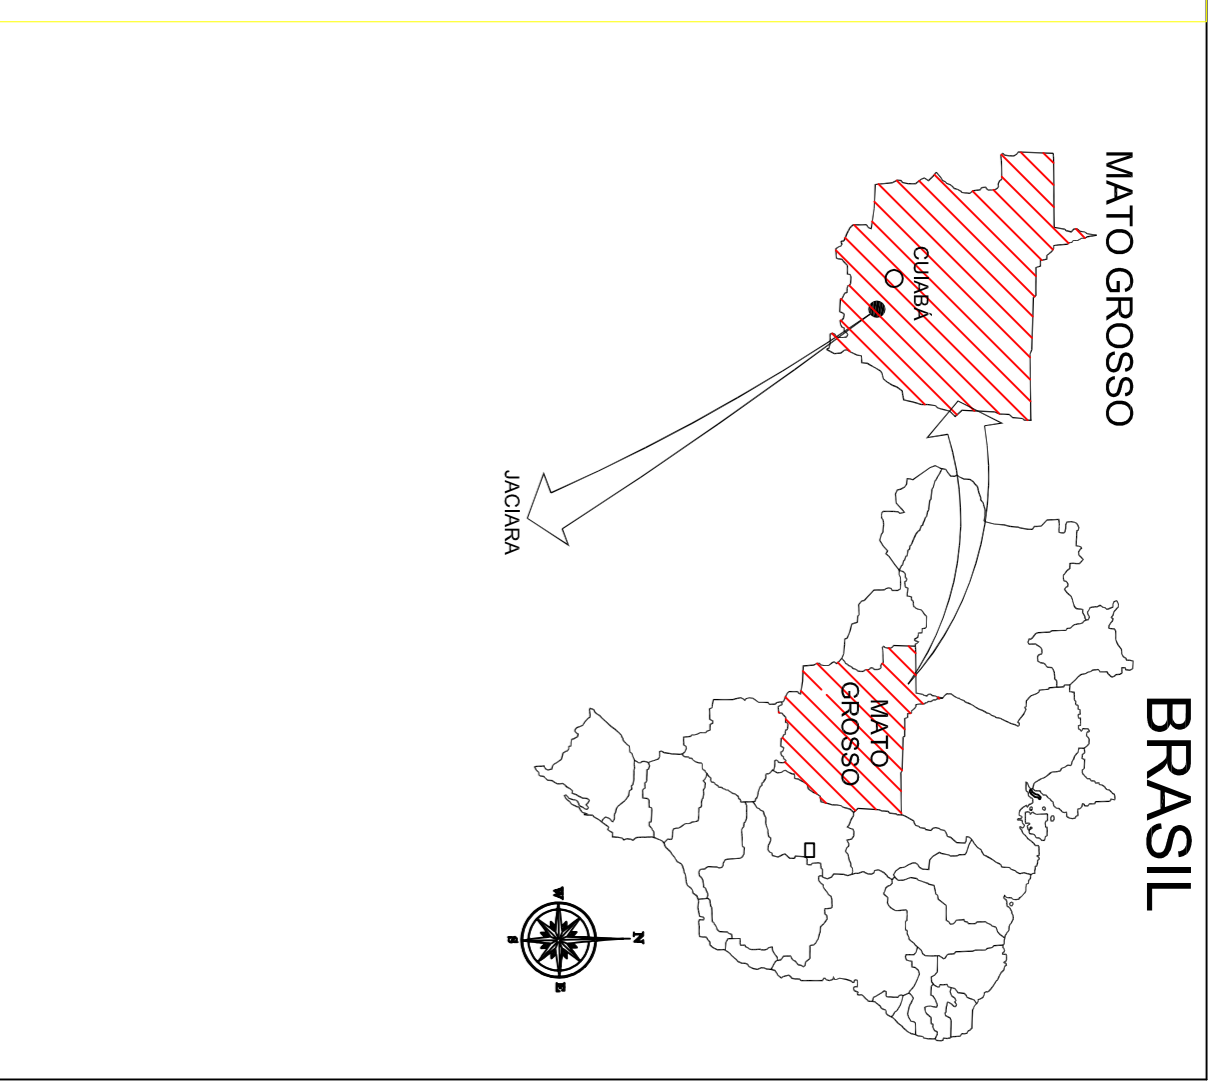 BRASIL
MATO GROSSO
CUIABÁ
MATO
GROSSO
JACIARA
N
W
E
S